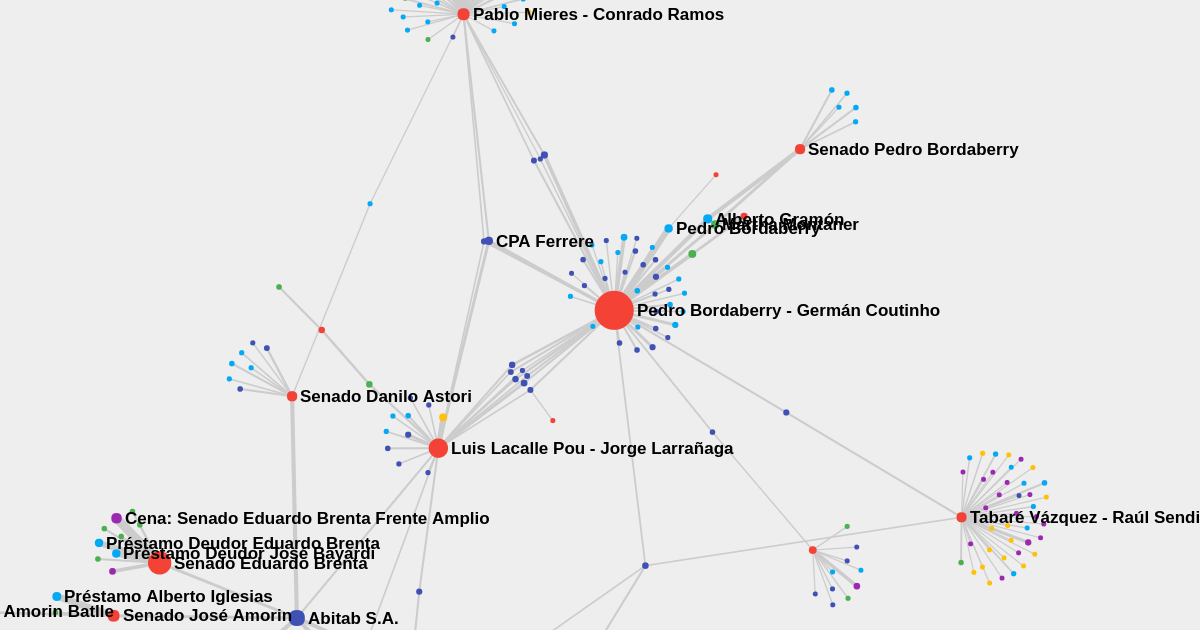 Pablo Mieres - Conrado Ramos
Senado Pedro Bordaberry
Alberto Gramón
Martha Montaner
Pedro Bordaberry
CPA Ferrere
Pedro Bordaberry - Germán Coutinho
Senado Danilo Astori
Luis Lacalle Pou - Jorge Larrañaga
Cena: Senado Eduardo Brenta Frente Amplio
Tabaré Vázquez - Raúl Sendi
Préstamo Deudor Eduardo Brenta
Préstamo Deudor José Bayardi
Senado Eduardo Brenta
Préstamo Alberto Iglesias
Amorin Batlle
Senado José Amorin
Abitab S.A.